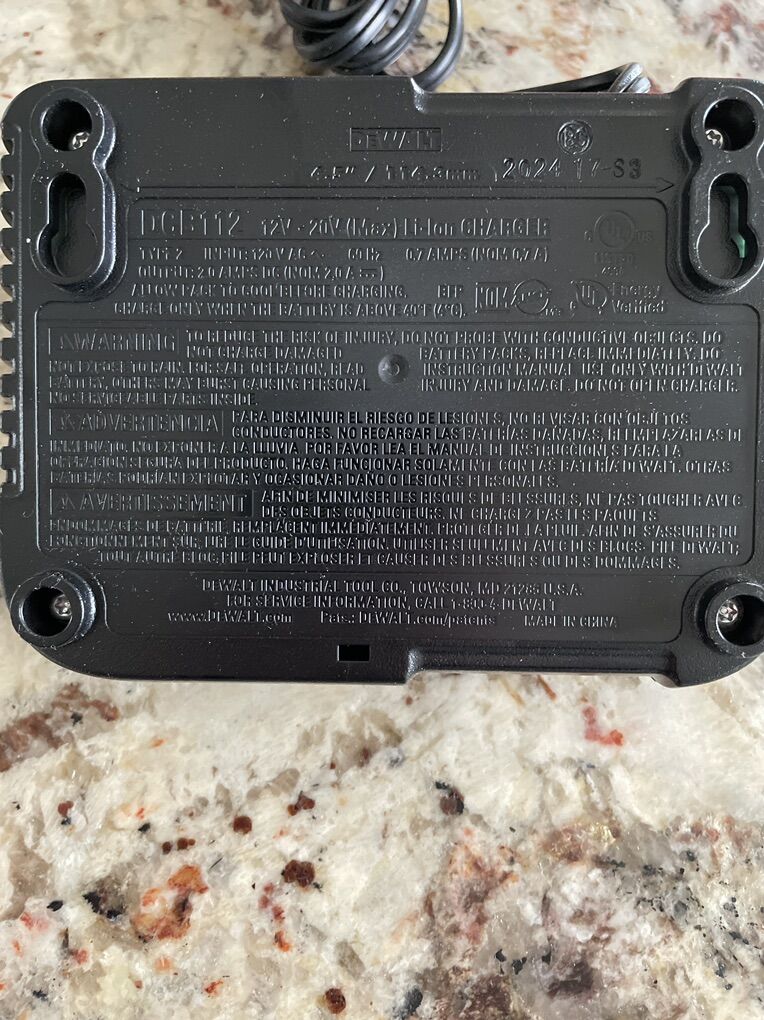 DEWALT
4.5" / 114.3mm 2024 17-S3
DCB112 12V - 20V (Max) Li-Ion CHARGER
TYPE 2 INPUT: 120 V AC ~ 60 Hz 0.7 AMPS (NOM 0,7 A)
OUTPUT: 2.0 AMPS DC (NOM 2,0 A ⎓)
C UL US
LISTED
ALLOW PACK TO COOL BEFORE CHARGING. NOM UL Energy Verified
CHARGE ONLY WHEN THE BATTERY IS ABOVE 40°F (4°C).
⚠WARNING TO REDUCE THE RISK OF INJURY, DO NOT PROBE WITH CONDUCTIVE OBJECTS. DO
NOT CHARGE DAMAGED BATTERY PACKS, REPLACE IMMEDIATELY. DO
NOT EXPOSE TO RAIN. FOR SAFE OPERATION, READ INSTRUCTION MANUAL. USE ONLY WITH DEWALT
BATTERY, OTHERS MAY BURST CAUSING PERSONAL INJURY AND DAMAGE. DO NOT OPEN CHARGER.
NO SERVICEABLE PARTS INSIDE.
⚠ADVERTENCIA PARA DISMINUIR EL RIESGO DE LESIONES, NO REVISAR CON OBJETOS
CONDUCTORES. NO RECARGAR LAS BATERÍAS DAÑADAS, REEMPLAZARLAS DE
IMMEDIATO. NO EXPONER A LA LLUVIA. POR FAVOR LEA EL MANUAL DE INSTRUCCIONES PARA LA
OPERACIÓN SEGURA DEL PRODUCTO. HAGA FUNCIONAR SOLAMENT. CON LAS BATERÍA DEWALT. OTRAS
BATERÍAS PODRÍAN EXPLOTAR Y OCASIONAR DAÑO O LESIONES PERSONALES.
⚠AVERTISSEMENT AFIN DE MINIMISER LES RISQUES DE BLESSURES, NE PAS TOUCHER AVEC
DES OBJETS CONDUCTEURS. NE CHARGEZ PAS LES PAQUETS
ENDOMMAGÉS DE BATTERIE, REMPLACENT IMMÉDIATEMENT. PROTÉGER DE LA PLUIE. AFIN DE S'ASSURER DU
FONCTIONNEMENT SÛR, LIRE LE GUIDE D'UTILISATION. UTILISER SEULEMENT AVEC DES BLOCS-PILE DEWALT;
TOUT AUTRE BLOC-PILE PEUT EXPOSER ET CAUSER DES BLESSURES OU DES DOMMAGES.
DEWALT INDUSTRIAL TOOL CO., TOWSON, MD 21286 U.S.A.
FOR SERVICE INFORMATION, CALL 1-800-4-DEWALT
www.DEWALT.com Pats.: DEWALT.com/patents MADE IN CHINA